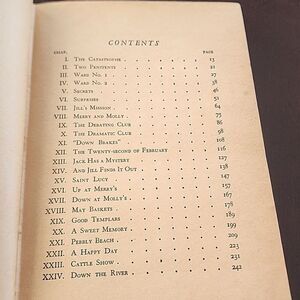 CONTENTS
CHAP. PAGE
I. The Catastrophe 13
II. Two Penitents 21
III. Ward No. 1 27
IV. Ward No. 2 38
V. Secrets 46
VI. Surprises 51
VII. Jill's Mission 64
VIII. Merry and Molly 75
IX. The Debating Club 86
X. The Dramatic Club 98
XI. "Down Brakes" 108
XII. The Twenty-second of February 116
XIII. Jack Has a Mystery 127
XIV. And Jill Finds It Out 138
XV. Saint Lucy 147
XVI. Up at Merry's 157
XVII. Down at Molly's 167
XVIII. May Baskets 178
XIX. Good Templars 189
XX. A Sweet Memory 199
XXI. Pebbly Beach 209
XXII. A Happy Day 223
XXIII. Cattle Show 231
XXIV. Down the River 242